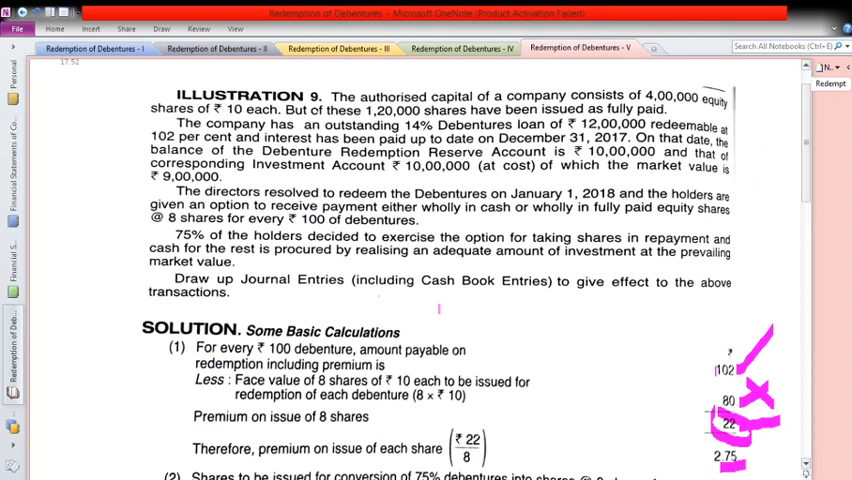 Redemption of Debentures - Microsoft OneNote (Product Activation Failed)
File Home Insert Share Draw Review View
Redemption of Debentures - I Redemption of Debentures - II Redemption of Debentures - III Redemption of Debentures - IV Redemption of Debentures - V Search All Notebooks (Ctrl+E)
17:52
Personal
Financial Statements of Co
Financial S
Redemption of Deb
N..
Redempt
ILLUSTRATION 9. The authorised capital of a company consists of 4,00,000 equity
shares of ₹ 10 each. But of these 1,20,000 shares have been issued as fully paid.
The company has an outstanding 14% Debentures loan of ₹ 12,00,000 redeemable at
102 per cent and interest has been paid up to date on December 31, 2017. On that date, the
balance of the Debenture Redemption Reserve Account is ₹ 10,00,000 and that of
corresponding Investment Account ₹ 10,00,000 (at cost) of which the market value is
₹ 9,00,000.
The directors resolved to redeem the Debentures on January 1, 2018 and the holders are
given an option to receive payment either wholly in cash or wholly in fully paid equity shares
@ 8 shares for every ₹ 100 of debentures.
75% of the holders decided to exercise the option for taking shares in repayment and
cash for the rest is procured by realising an adequate amount of investment at the prevailing
market value.
Draw up Journal Entries (including Cash Book Entries) to give effect to the above
transactions.
SOLUTION. Some Basic Calculations
₹
(1) For every ₹ 100 debenture, amount payable on
redemption including premium is 102
Less : Face value of 8 shares of ₹ 10 each to be issued for
redemption of each debenture (8 × ₹ 10) 80
Premium on issue of 8 shares 22
Therefore, premium on issue of each share (₹ 22 / 8) 2.75
(2) Shares to be issued for conversion of 75% debentures into shares @ 9